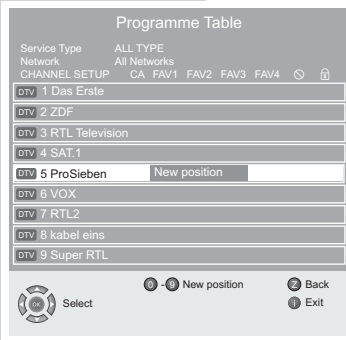 Programme Table
Service Type ALL TYPE
Network All Networks
CHANNEL SETUP CA FAV1 FAV2 FAV3 FAV4
DTV 1 Das Erste
DTV 2 ZDF
DTV 3 RTL Television
DTV 4 SAT.1
DTV 5 ProSieben New position
DTV 6 VOX
DTV 7 RTL2
DTV 8 kabel eins
DTV 9 Super RTL
0 - 9 New position Z Back
OK Select i Exit